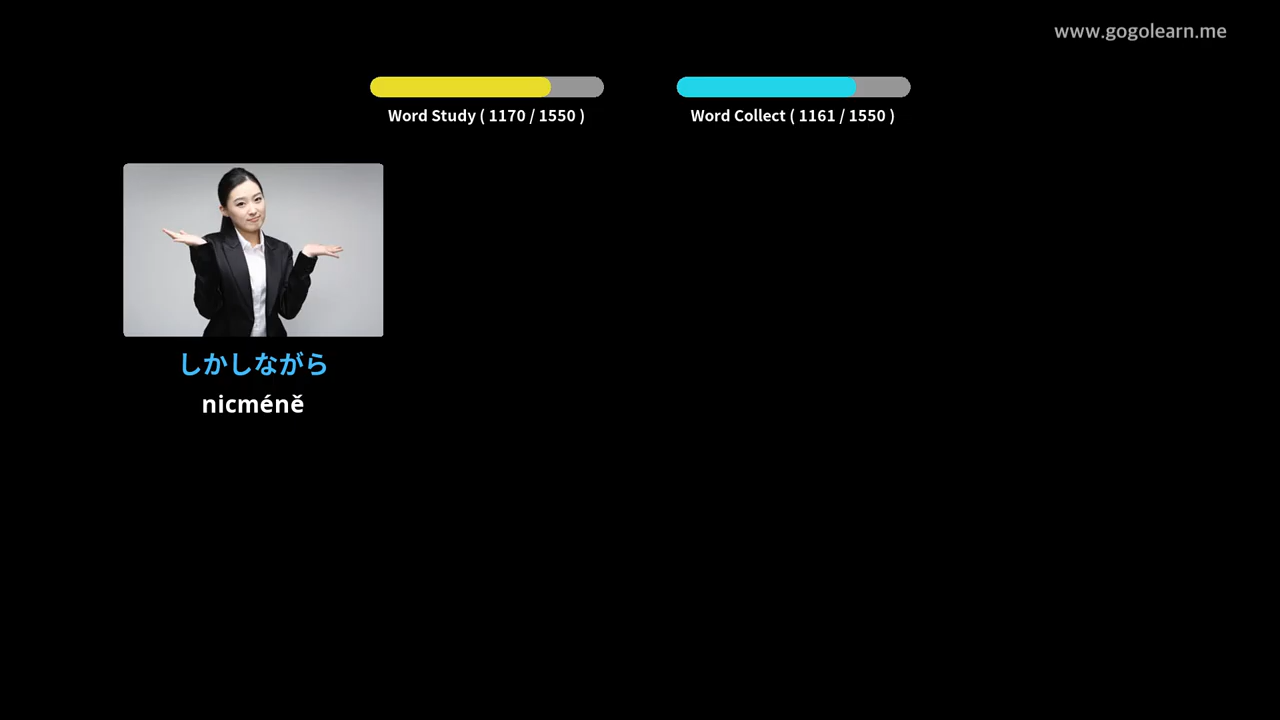 www.gogolearn.me
Word Study ( 1170 / 1550 )
Word Collect ( 1161 / 1550 )
しかしながら
nicméně